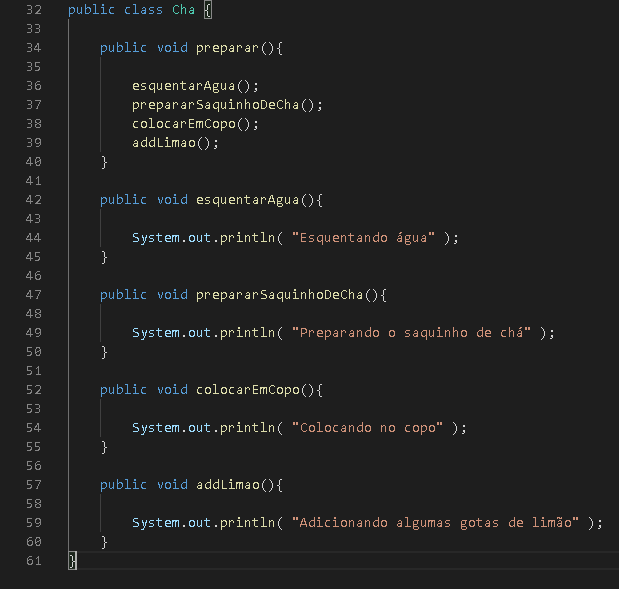 32 public class Cha {
33
34 public void preparar(){
35
36 esquentarAgua();
37 prepararSaquinhoDeCha();
38 colocarEmCopo();
39 addLimao();
40 }
41
42 public void esquentarAgua(){
43
44 System.out.println( "Esquentando água" );
45 }
46
47 public void prepararSaquinhoDeCha(){
48
49 System.out.println( "Preparando o saquinho de chá" );
50 }
51
52 public void colocarEmCopo(){
53
54 System.out.println( "Colocando no copo" );
55 }
56
57 public void addLimao(){
58
59 System.out.println( "Adicionando algumas gotas de limão" );
60 }
61 }